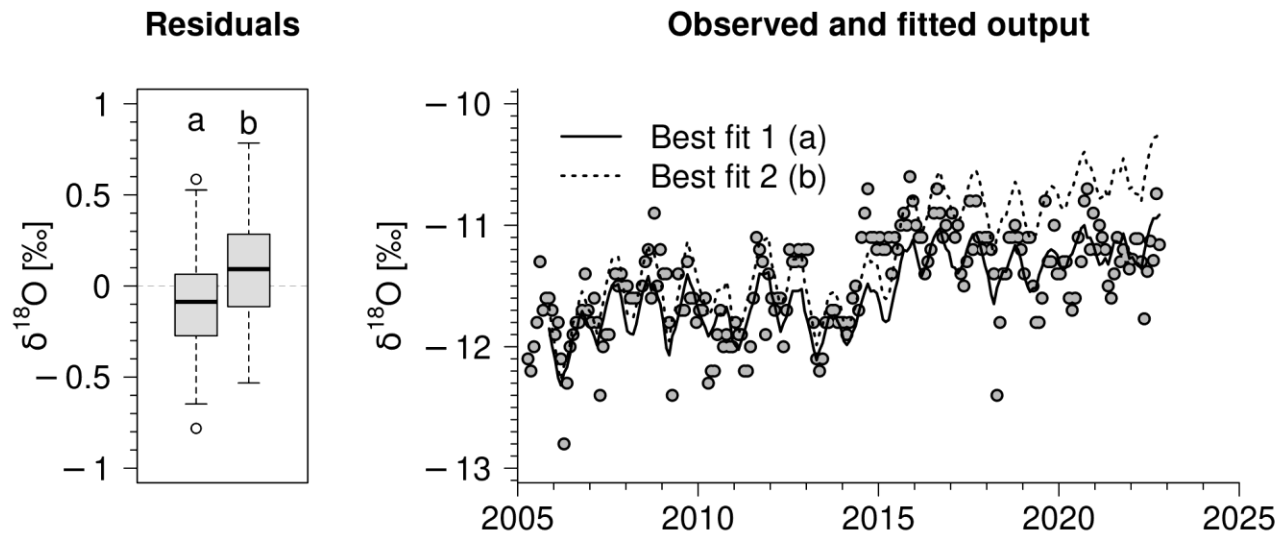 Residuals
Observed and fitted output
δ¹⁸O [‰]
1
0.5
0
−0.5
−1
a
b
δ¹⁸O [‰]
−10
−11
−12
−13
Best fit 1 (a)
Best fit 2 (b)
2005
2010
2015
2020
2025